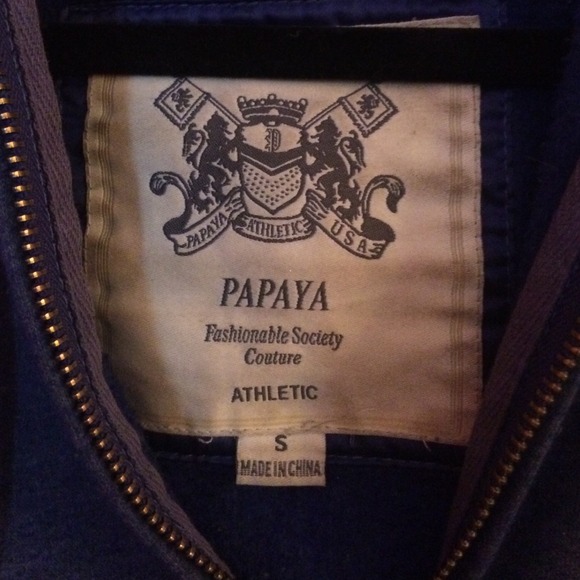 P
PAPAYA ATHLETIC USA
PAPAYA
Fashionable Society
Couture
ATHLETIC
S
MADE IN CHINA